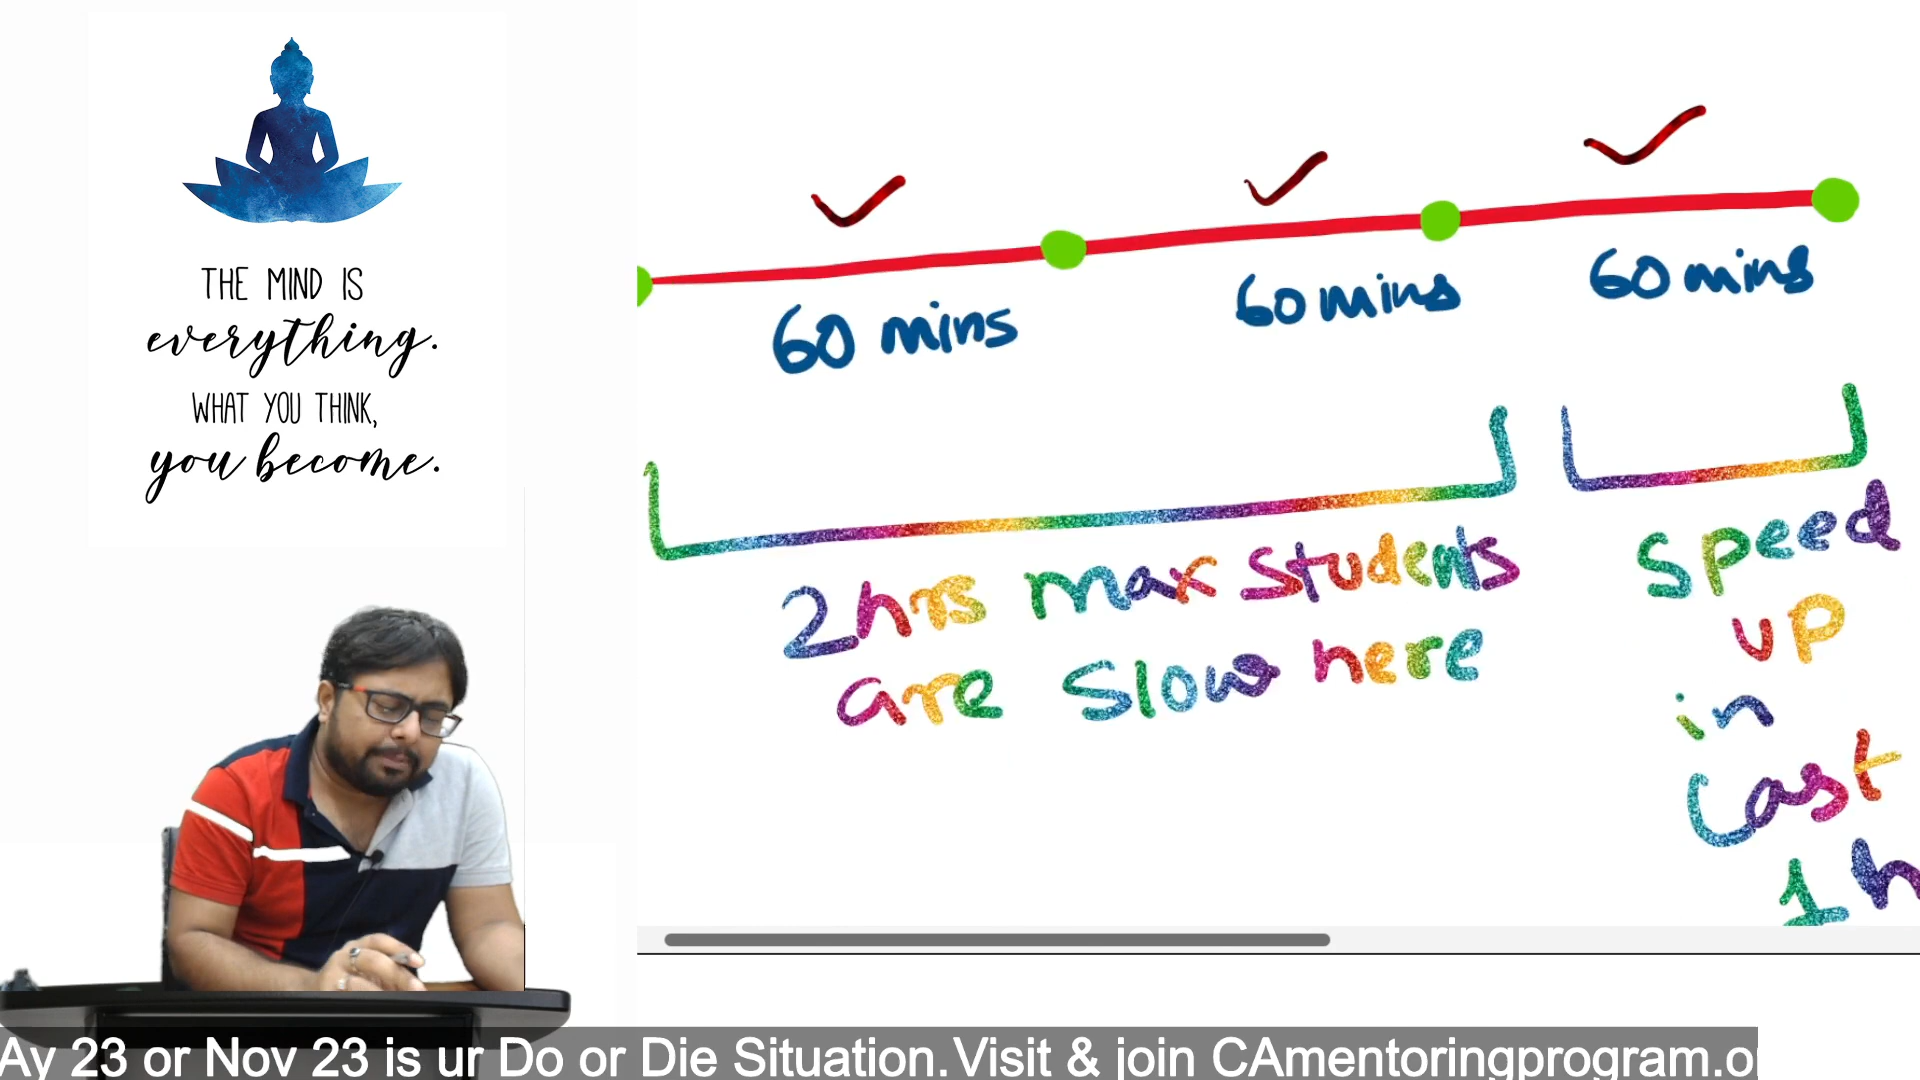 THE MIND IS
everything.
WHAT YOU THINK,
you become.
60 mins
60 mins
60 mins
2hrs max students
are slow here
speed
up
in
Last
1h
Ay 23 or Nov 23 is ur Do or Die Situation.Visit & join CAmentoringprogram.o